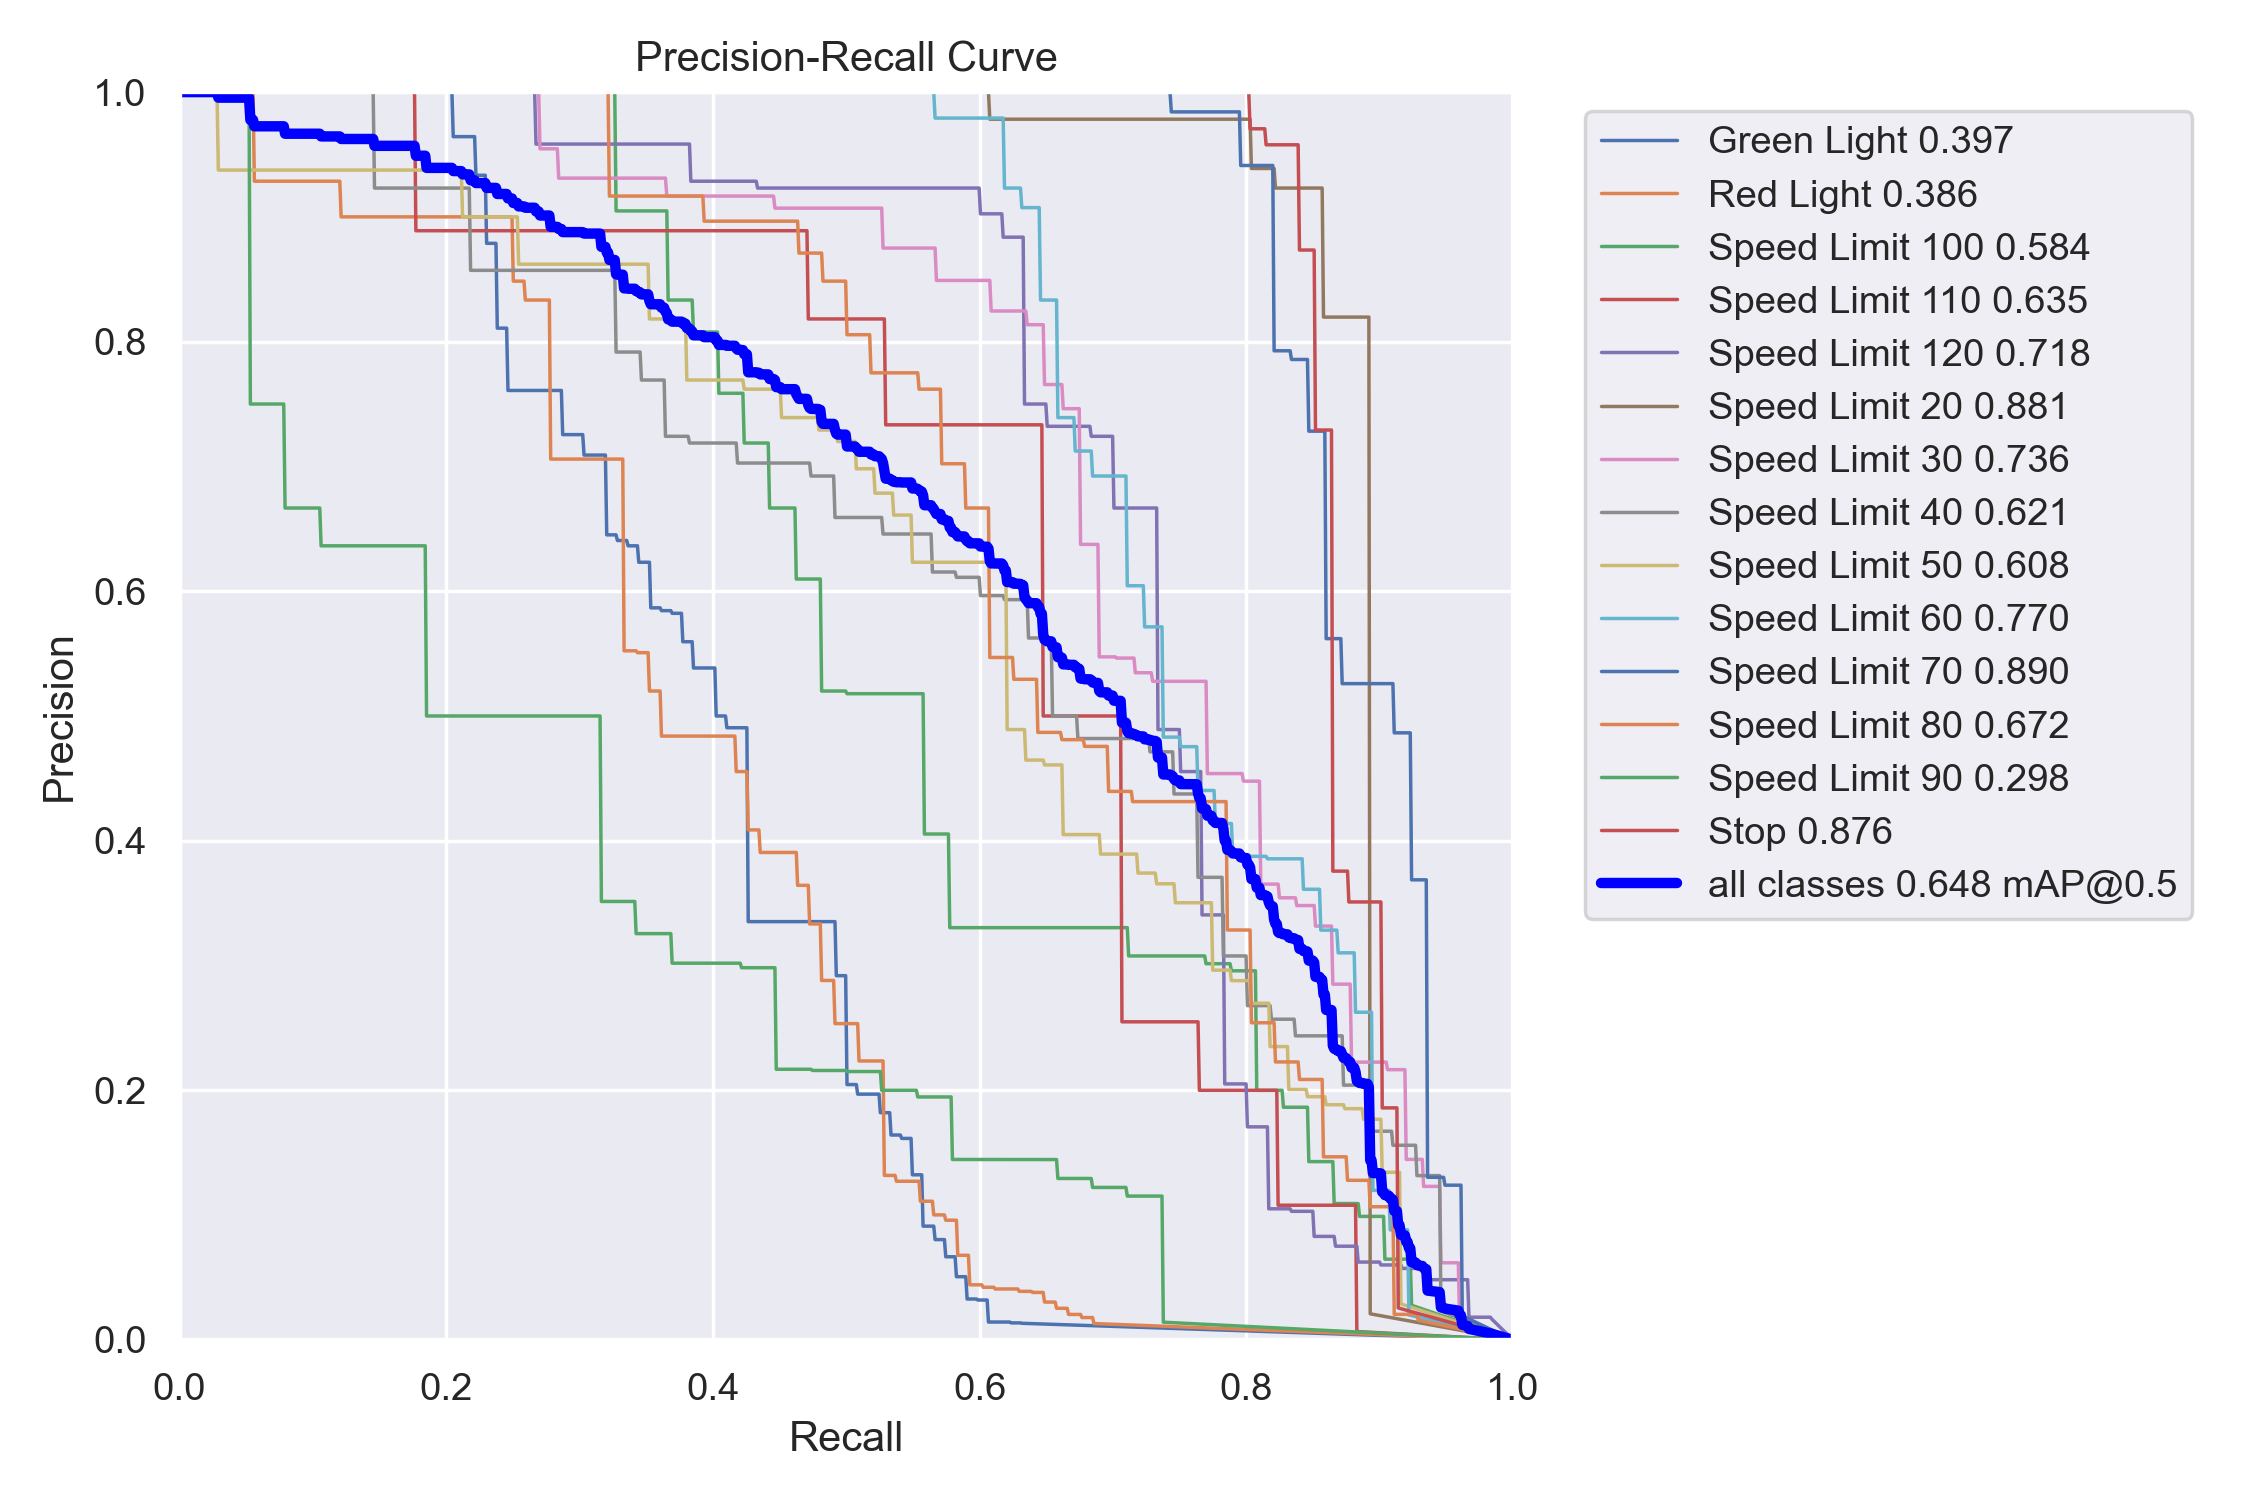 Precision-Recall Curve
1.0
0.8
0.6
0.4
0.2
0.0
Precision
0.0 0.2 0.4 0.6 0.8 1.0
Recall
Green Light 0.397
Red Light 0.386
Speed Limit 100 0.584
Speed Limit 110 0.635
Speed Limit 120 0.718
Speed Limit 20 0.881
Speed Limit 30 0.736
Speed Limit 40 0.621
Speed Limit 50 0.608
Speed Limit 60 0.770
Speed Limit 70 0.890
Speed Limit 80 0.672
Speed Limit 90 0.298
Stop 0.876
all classes 0.648 mAP@0.5